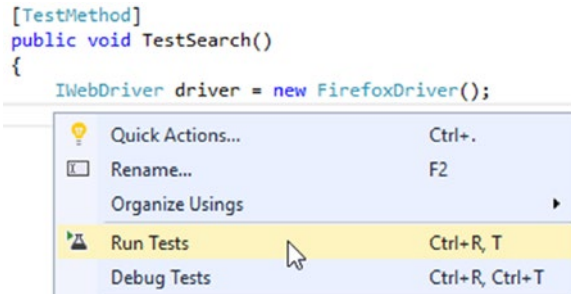 [TestMethod]
public void TestSearch()
{
IWebDriver driver = new FirefoxDriver();
Quick Actions... Ctrl+.
Rename... F2
Organize Usings
Run Tests Ctrl+R, T
Debug Tests Ctrl+R, Ctrl+T